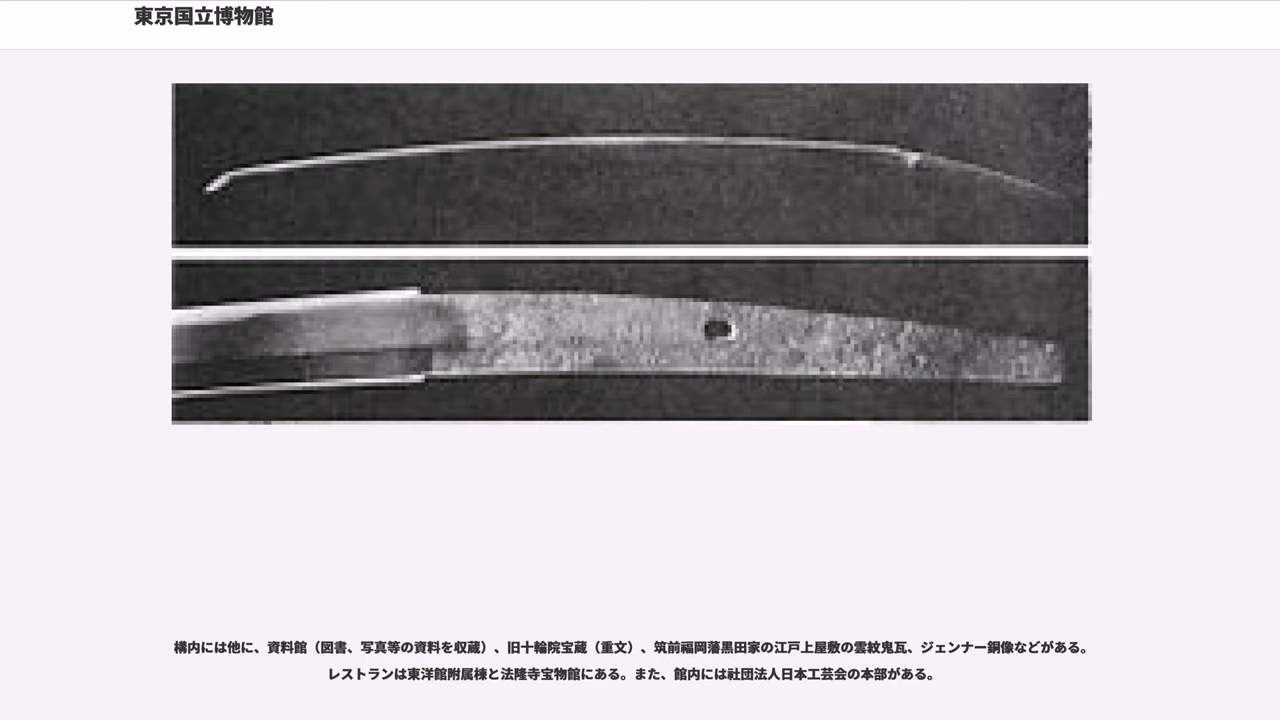 東京国立博物館
構内には他に、資料館（図書、写真等の資料を収蔵）、旧十輪院宝蔵（重文）、筑前福岡藩黒田家の江戸上屋敷の雲紋鬼瓦、ジェンナー銅像などがある。
レストランは東洋館附属棟と法隆寺宝物館にある。また、館内には社団法人日本工芸会の本部がある。